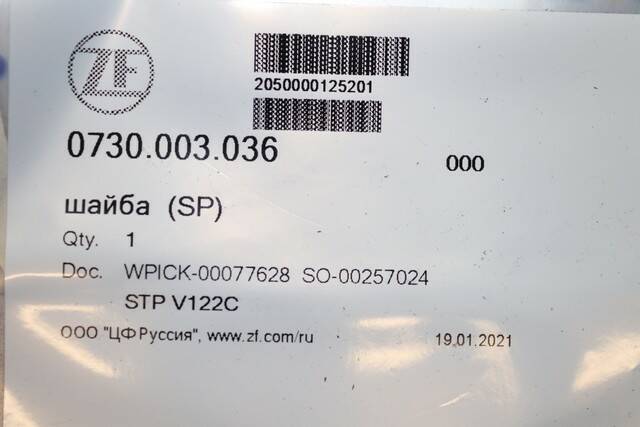 ZF
2050000125201
0730.003.036
000
шайба (SP)
Qty. 1
Doc. WPICK-00077628 SO-00257024
STP V122C
ООО "ЦФ Руссия", www.zf.com/ru 19.01.2021